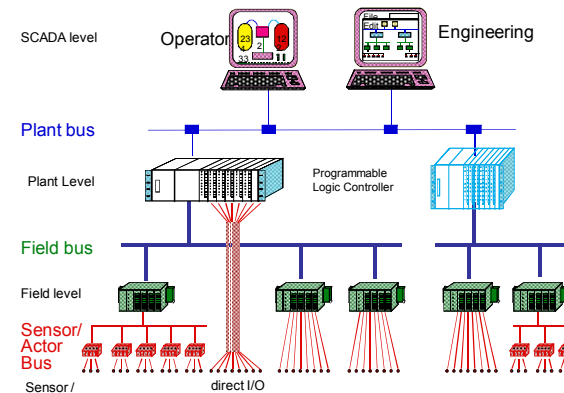 SCADA level
Operator
Engineering
File
Edit
23
2
12
33
Plant bus
Plant Level
Programmable
Logic Controller
Field bus
Field level
Sensor/
Actor
Bus
Sensor /
direct I/O